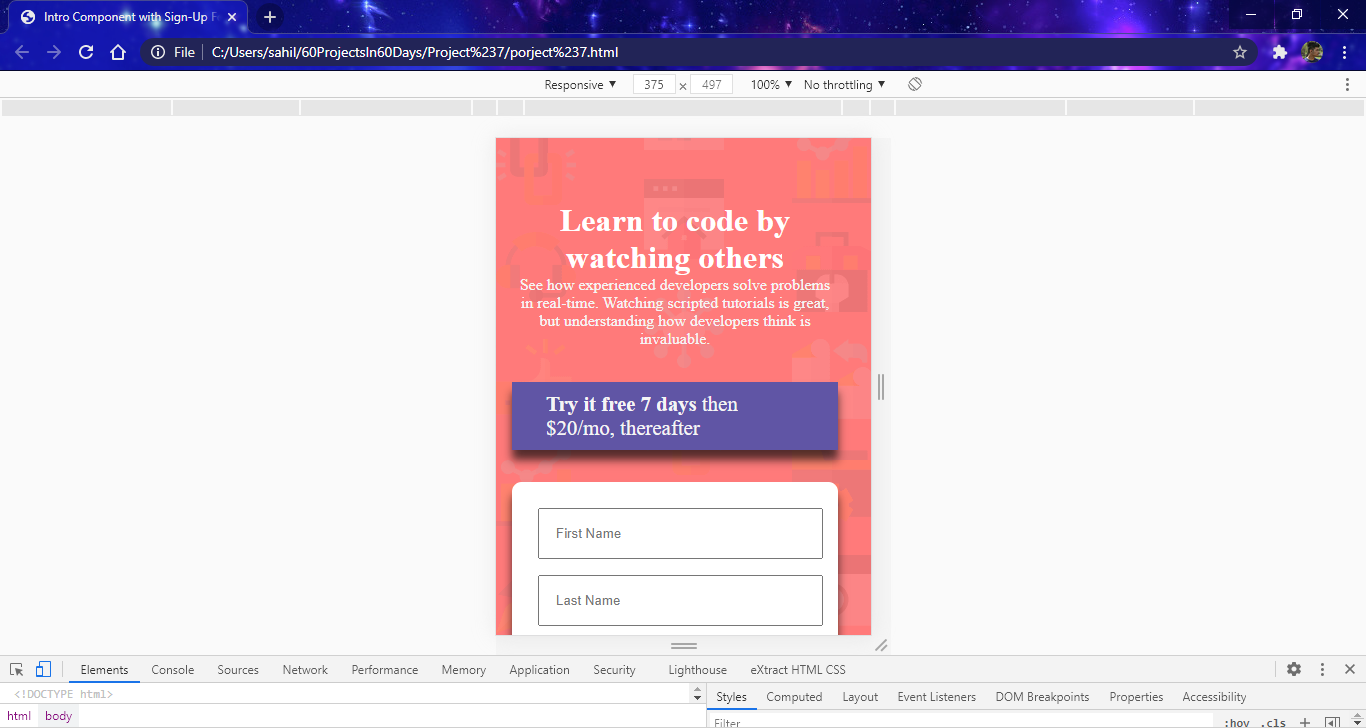 Intro Component with Sign-Up F
File
C:/Users/sahil/60ProjectsIn60Days/Project%237/porject%237.html
Responsive
375 × 497
100%
No throttling
Learn to code by
watching others
See how experienced developers solve problems
in real-time. Watching scripted tutorials is great,
but understanding how developers think is
invaluable.
Try it free 7 days then
$20/mo, thereafter
First Name
Last Name
Elements Console Sources Network Performance Memory Application Security Lighthouse eXtract HTML CSS
<!DOCTYPE html>
html body
Styles Computed Layout Event Listeners DOM Breakpoints Properties Accessibility
Filter
:hov .cls